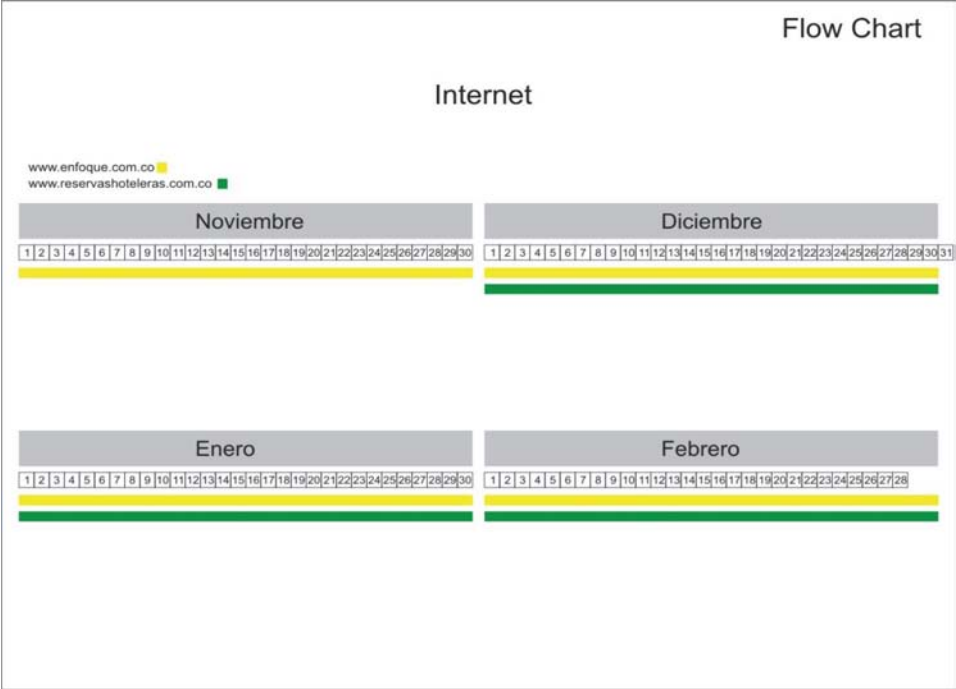 Flow Chart
Internet
www.enfoque.com.co
www.reservashoteleras.com.co
Noviembre
1 2 3 4 5 6 7 8 9 10 11 12 13 14 15 16 17 18 19 20 21 22 23 24 25 26 27 28 29 30
Diciembre
1 2 3 4 5 6 7 8 9 10 11 12 13 14 15 16 17 18 19 20 21 22 23 24 25 26 27 28 29 30 31
Enero
1 2 3 4 5 6 7 8 9 10 11 12 13 14 15 16 17 18 19 20 21 22 23 24 25 26 27 28 29 30
Febrero
1 2 3 4 5 6 7 8 9 10 11 12 13 14 15 16 17 18 19 20 21 22 23 24 25 26 27 28